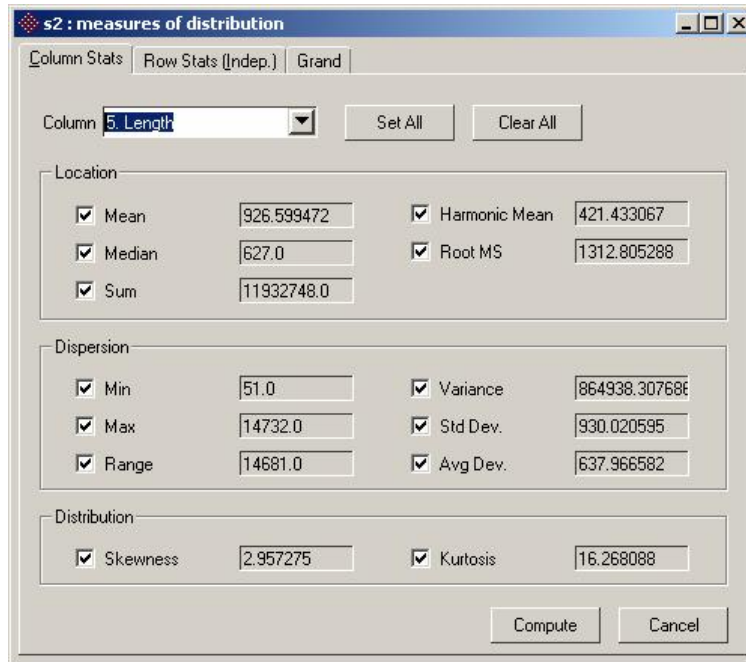 s2 : measures of distribution
Column Stats Row Stats (Indep.) Grand
Column 5. Length Set All Clear All
Location
Mean 926.599472 Harmonic Mean 421.433067
Median 627.0 Root MS 1312.805288
Sum 11932748.0
Dispersion
Min 51.0 Variance 864938.307686
Max 14732.0 Std Dev. 930.020595
Range 14681.0 Avg Dev. 637.966582
Distribution
Skewness 2.957275 Kurtosis 16.268088
Compute Cancel